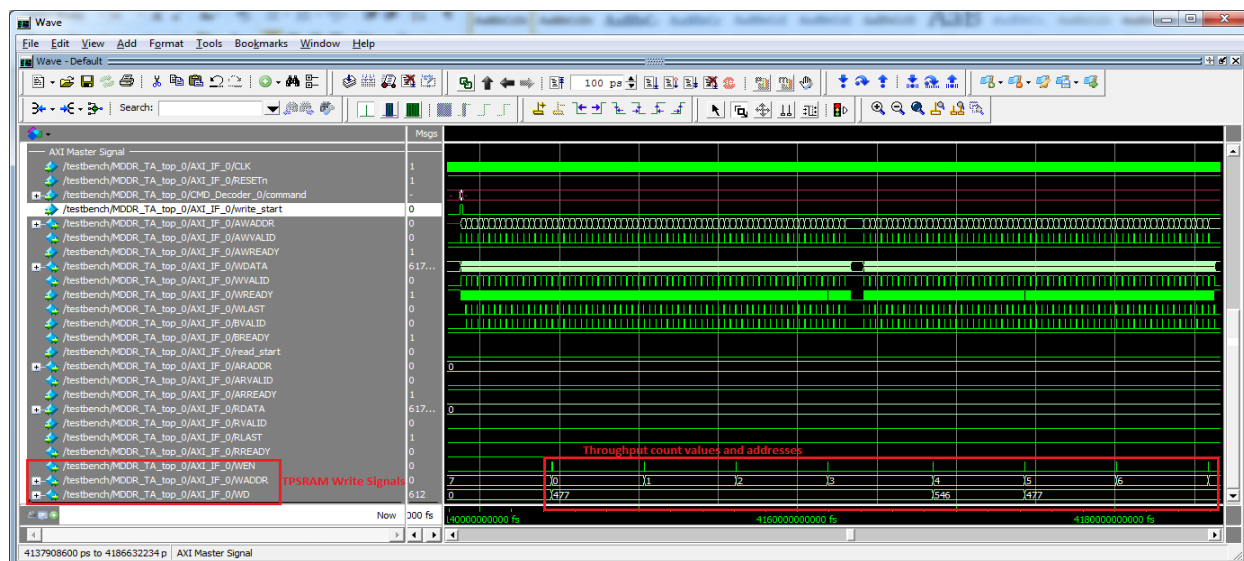 Wave
File Edit View Add Format Tools Bookmarks Window Help
Wave - Default
100 ps
Search:
Msgs
AXI Master Signal
/testbench/MDDR_TA_top_0/AXI_IF_0/CLK 1
/testbench/MDDR_TA_top_0/AXI_IF_0/RESETn 1
/testbench/MDDR_TA_top_0/CMD_Decoder_0/command -
/testbench/MDDR_TA_top_0/AXI_IF_0/write_start 0
/testbench/MDDR_TA_top_0/AXI_IF_0/AWADDR 0
/testbench/MDDR_TA_top_0/AXI_IF_0/AWVALID 0
/testbench/MDDR_TA_top_0/AXI_IF_0/AWREADY 1
/testbench/MDDR_TA_top_0/AXI_IF_0/WDATA 617...
/testbench/MDDR_TA_top_0/AXI_IF_0/WVALID 0
/testbench/MDDR_TA_top_0/AXI_IF_0/WREADY 1
/testbench/MDDR_TA_top_0/AXI_IF_0/WLAST 0
/testbench/MDDR_TA_top_0/AXI_IF_0/BVALID 0
/testbench/MDDR_TA_top_0/AXI_IF_0/BREADY 1
/testbench/MDDR_TA_top_0/AXI_IF_0/read_start 0
/testbench/MDDR_TA_top_0/AXI_IF_0/ARADDR 0 0
/testbench/MDDR_TA_top_0/AXI_IF_0/ARVALID 0
/testbench/MDDR_TA_top_0/AXI_IF_0/ARREADY 1
/testbench/MDDR_TA_top_0/AXI_IF_0/RDATA 617... 0
/testbench/MDDR_TA_top_0/AXI_IF_0/RVALID 0
/testbench/MDDR_TA_top_0/AXI_IF_0/RLAST 1
/testbench/MDDR_TA_top_0/AXI_IF_0/RREADY 0
Throughput count values and addresses
/testbench/MDDR_TA_top_0/AXI_IF_0/WEN 0
/testbench/MDDR_TA_top_0/AXI_IF_0/WADDR TPSRAM Write Signals 0 7 0 1 2 3 4 5 6
/testbench/MDDR_TA_top_0/AXI_IF_0/WD 612 0 477 546 477
Now 000 fs 140000000000 fs 4160000000000 fs 4180000000000 fs
4137908600 ps to 4186632234 p AXI Master Signal